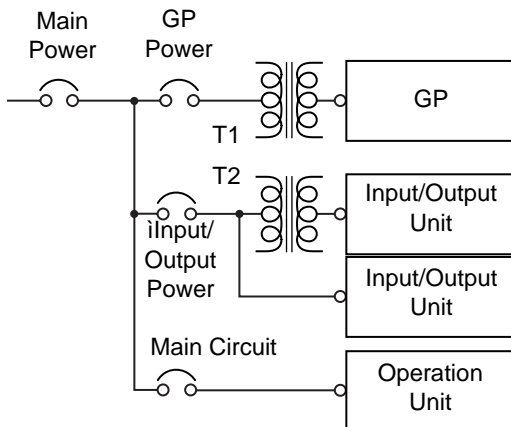 Main
Power
GP
Power
T1
GP
T2
ìInput/
Output
Power
Input/Output
Unit
Input/Output
Unit
Main Circuit
Operation
Unit